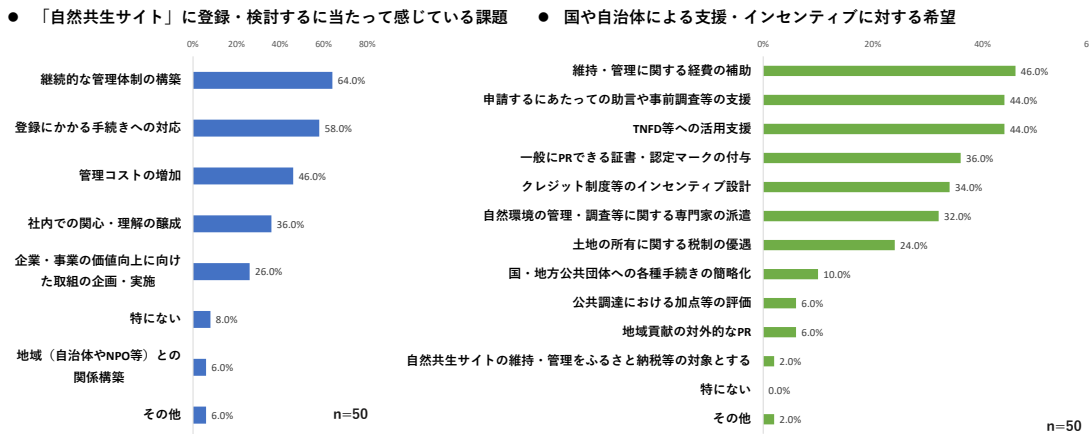 ● 「自然共生サイト」に登録・検討するに当たって感じている課題
0% 20% 40% 60% 80%
継続的な管理体制の構築 64.0%
登録にかかる手続きへの対応 58.0%
管理コストの増加 46.0%
社内での関心・理解の醸成 36.0%
企業・事業の価値向上に向け
た取組の企画・実施 26.0%
特にない 8.0%
地域（自治体やNPO等）との
関係構築 6.0%
その他 6.0%
n=50
● 国や自治体による支援・インセンティブに対する希望
0% 20% 40% 6
維持・管理に関する経費の補助 46.0%
申請するにあたっての助言や事前調査等の支援 44.0%
TNFD等への活用支援 44.0%
一般にPRできる証書・認定マークの付与 36.0%
クレジット制度等のインセンティブ設計 34.0%
自然環境の管理・調査等に関する専門家の派遣 32.0%
土地の所有に関する税制の優遇 24.0%
国・地方公共団体への各種手続きの簡略化 10.0%
公共調達における加点等の評価 6.0%
地域貢献の対外的なPR 6.0%
自然共生サイトの維持・管理をふるさと納税等の対象とする 2.0%
特にない 0.0%
その他 2.0%
n=50